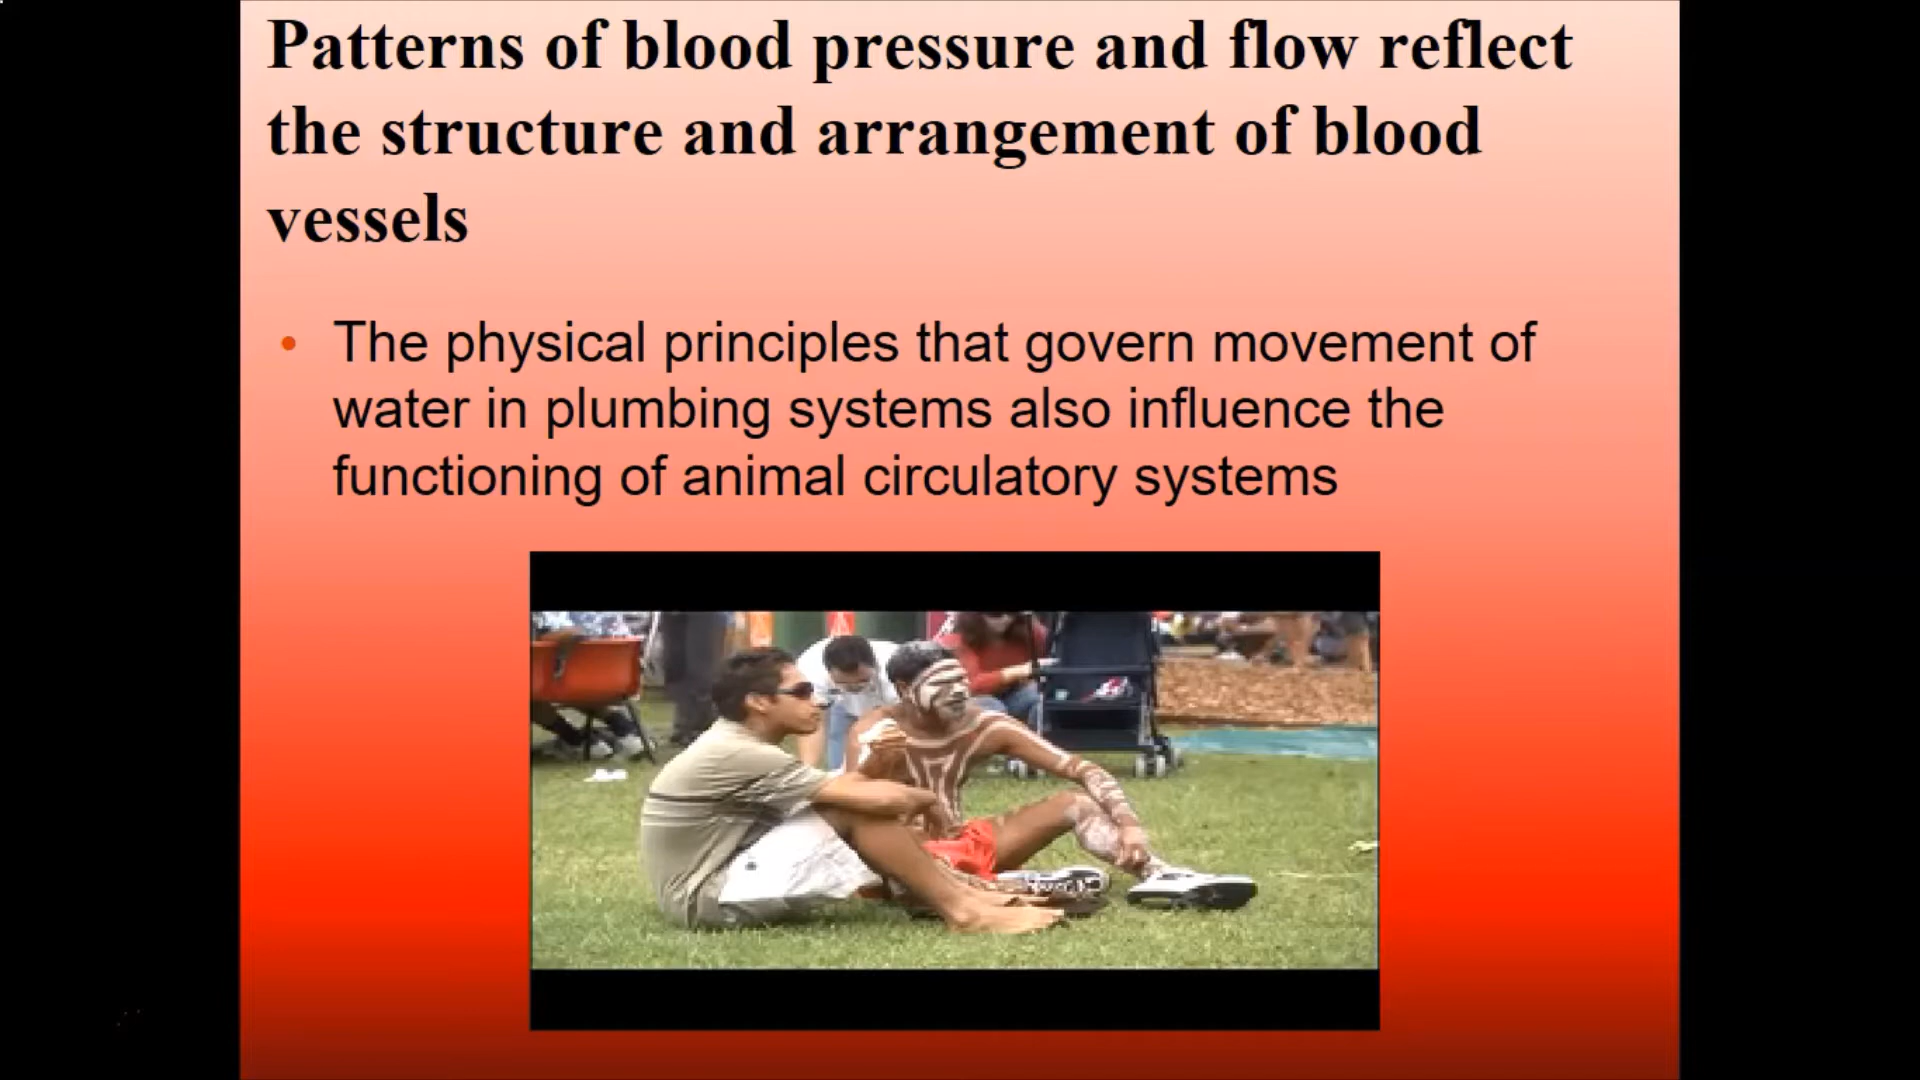 Patterns of blood pressure and flow reflect
the structure and arrangement of blood
vessels
• The physical principles that govern movement of
water in plumbing systems also influence the
functioning of animal circulatory systems